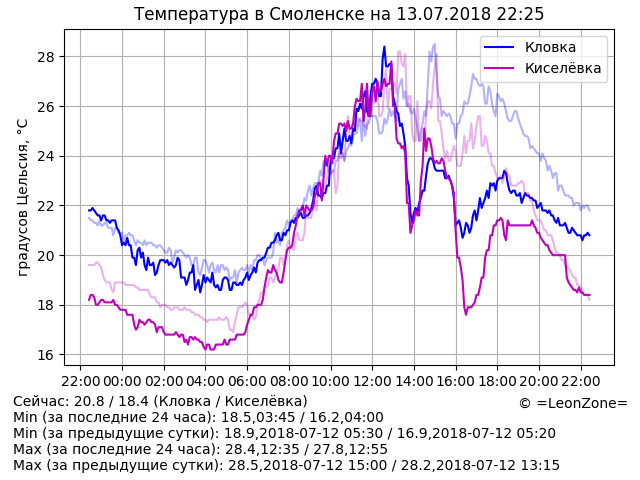 Температура в Смоленске на 13.07.2018 22:25
Кловка
Киселёвка
градусов Цельсия, °C
28
26
24
22
20
18
16
22:00 00:00 02:00 04:00 06:00 08:00 10:00 12:00 14:00 16:00 18:00 20:00 22:00
Сейчас: 20.8 / 18.4 (Кловка / Киселёвка)
© =LeonZone=
Min (за последние 24 часа): 18.5,03:45 / 16.2,04:00
Min (за предыдущие сутки): 18.9,2018-07-12 05:30 / 16.9,2018-07-12 05:20
Max (за последние 24 часа): 28.4,12:35 / 27.8,12:55
Max (за предыдущие сутки): 28.5,2018-07-12 15:00 / 28.2,2018-07-12 13:15